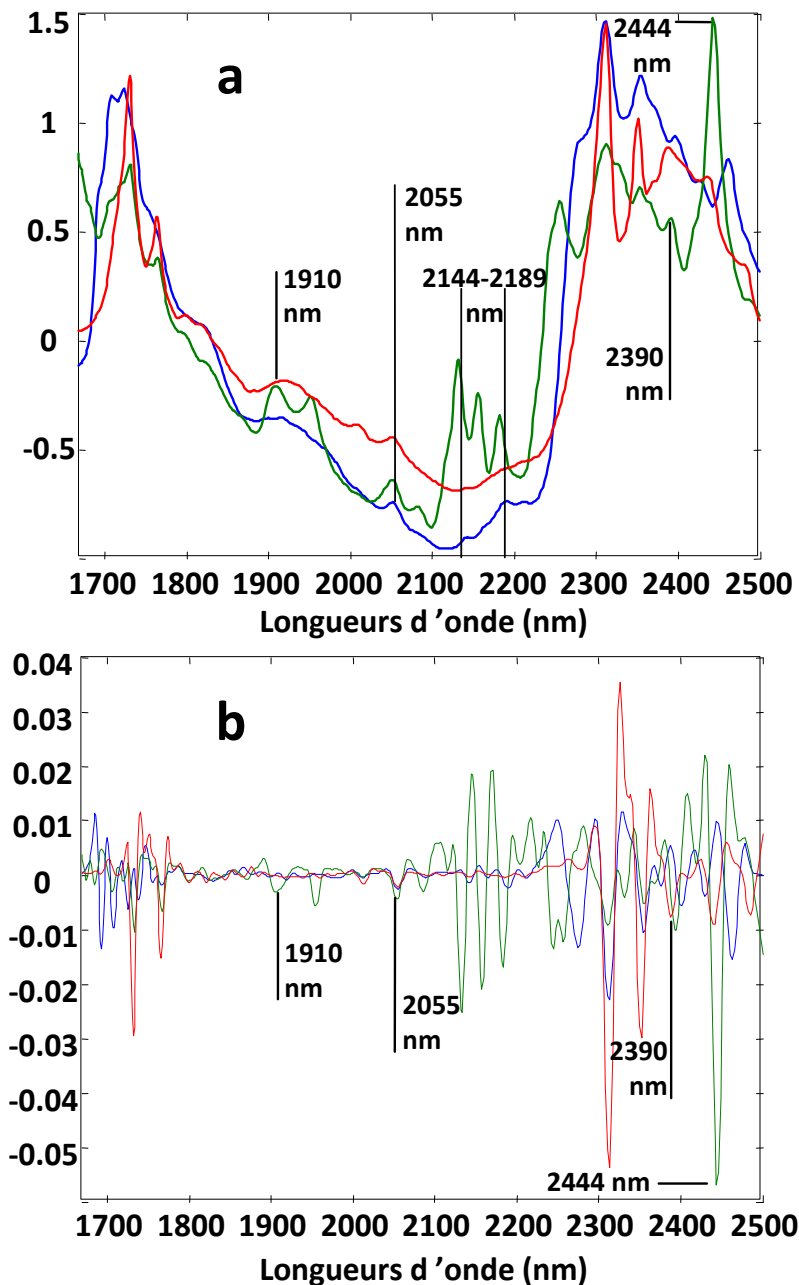 1.5
a
2444
nm
1
2055
nm
0.5
1910
nm
2144-2189
nm
0
2390
nm
-0.5
1700 1800 1900 2000 2100 2200 2300 2400 2500
Longueurs d ’onde (nm)
0.04
b
0.03
0.02
0.01
0
-0.01
1910
nm
-0.02
2055
nm
-0.03
2390
nm
-0.04
-0.05
2444 nm
1700 1800 1900 2000 2100 2200 2300 2400 2500
Longueurs d ’onde (nm)